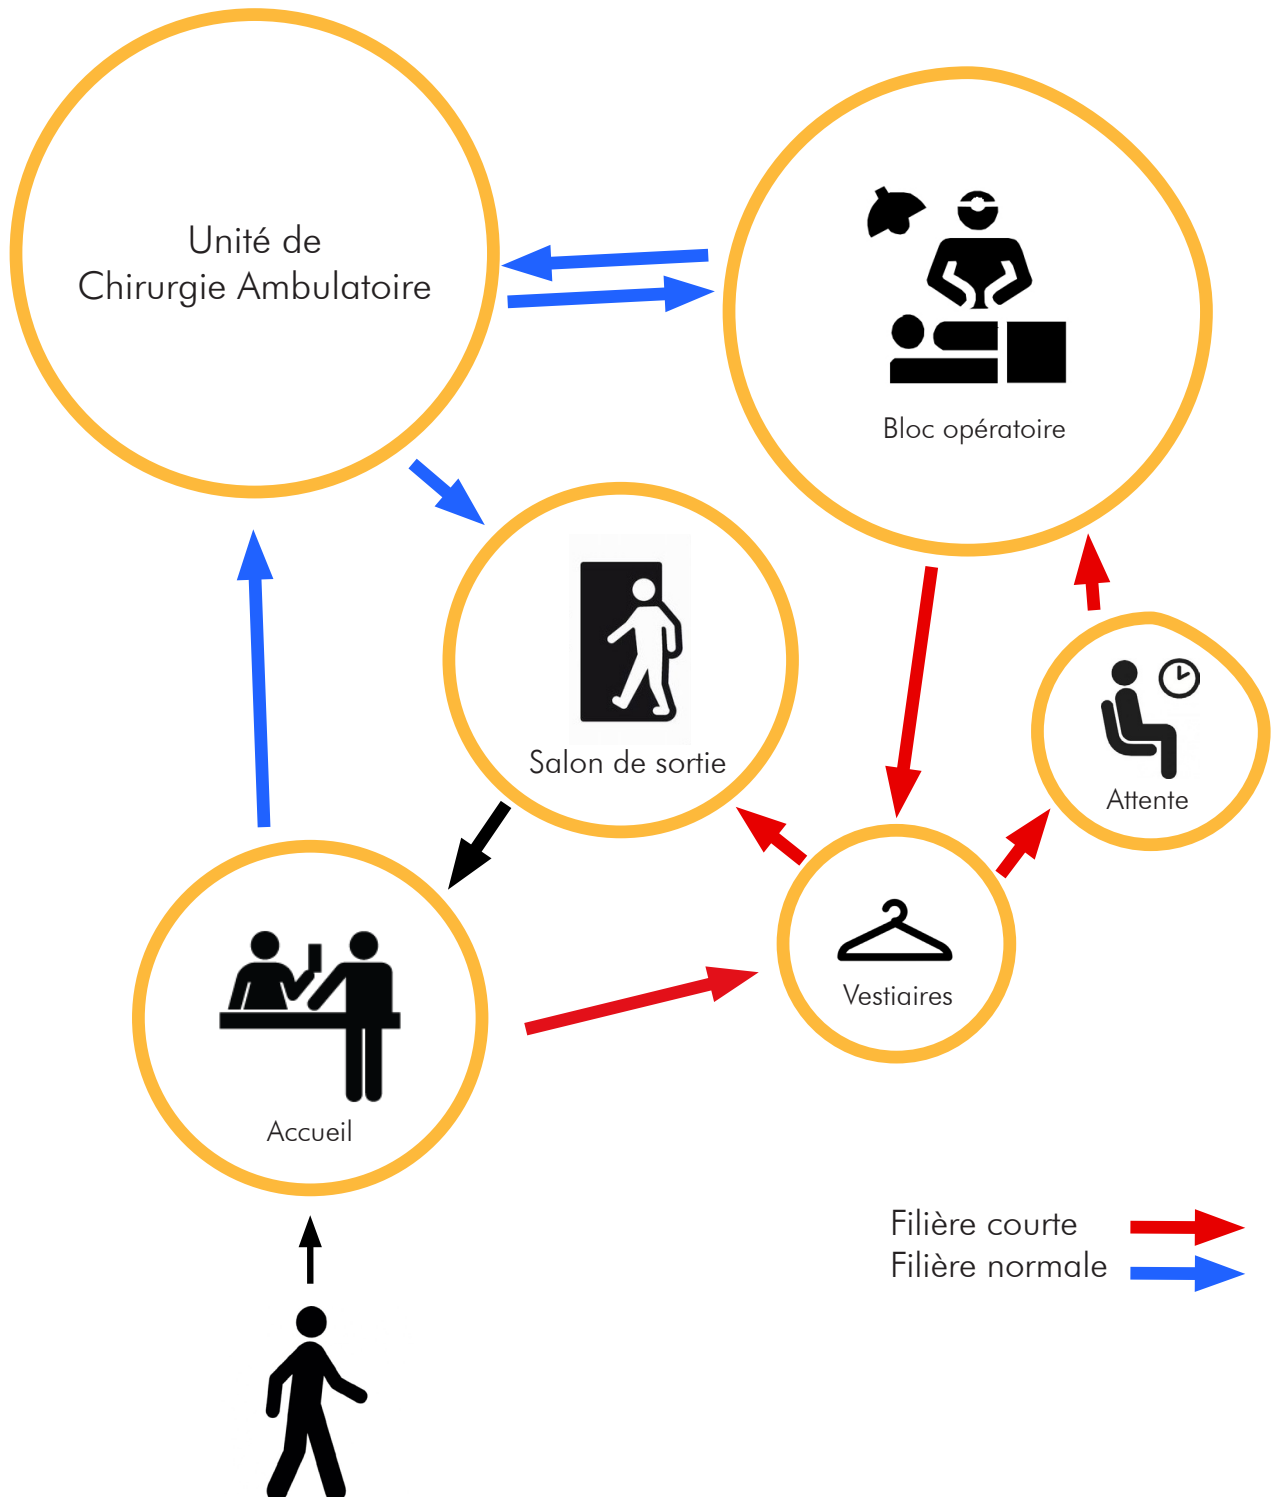 Unité de
Chirurgie Ambulatoire
Bloc opératoire
Salon de sortie
Attente
Vestiaires
Accueil
Filière courte
Filière normale